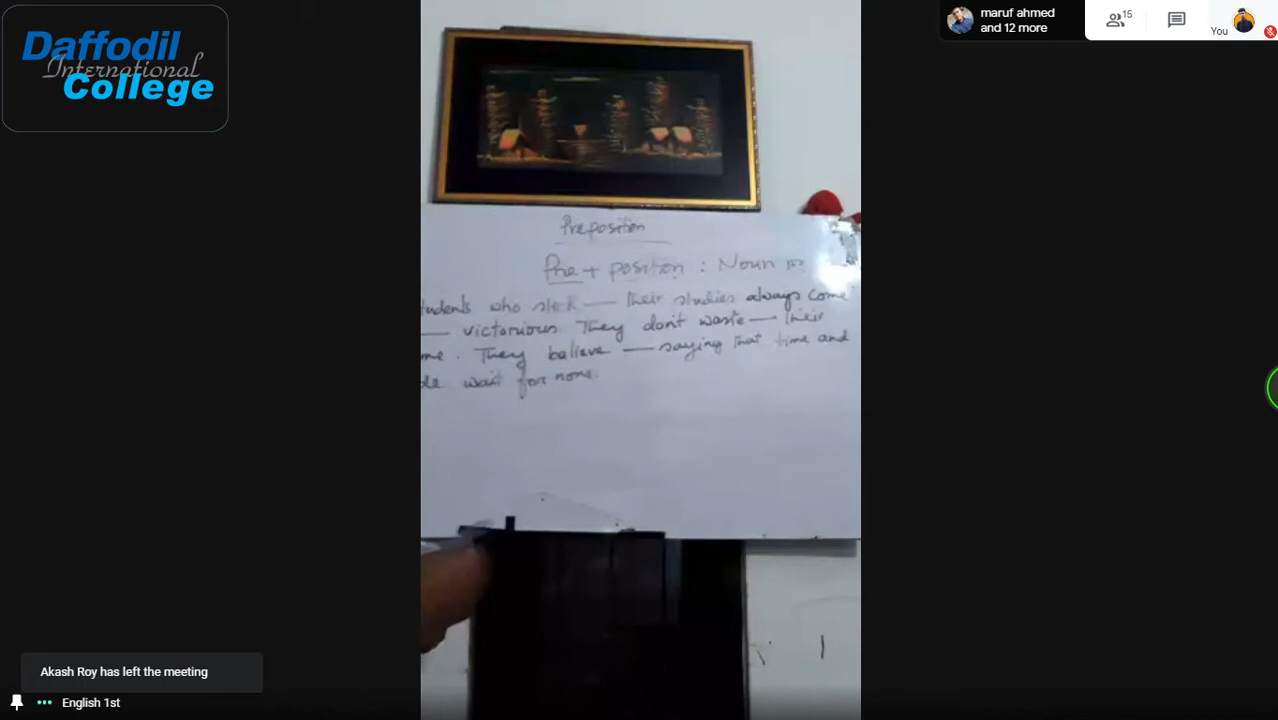 Daffodil
International
College
maruf ahmed
and 12 more
15
You
Preposition
Pre + position : Noun
tudents who stck — their studies always come
— victorious. They don't waste — their
me. They believe — saying that time and
de wait for none.
Akash Roy has left the meeting
English 1st